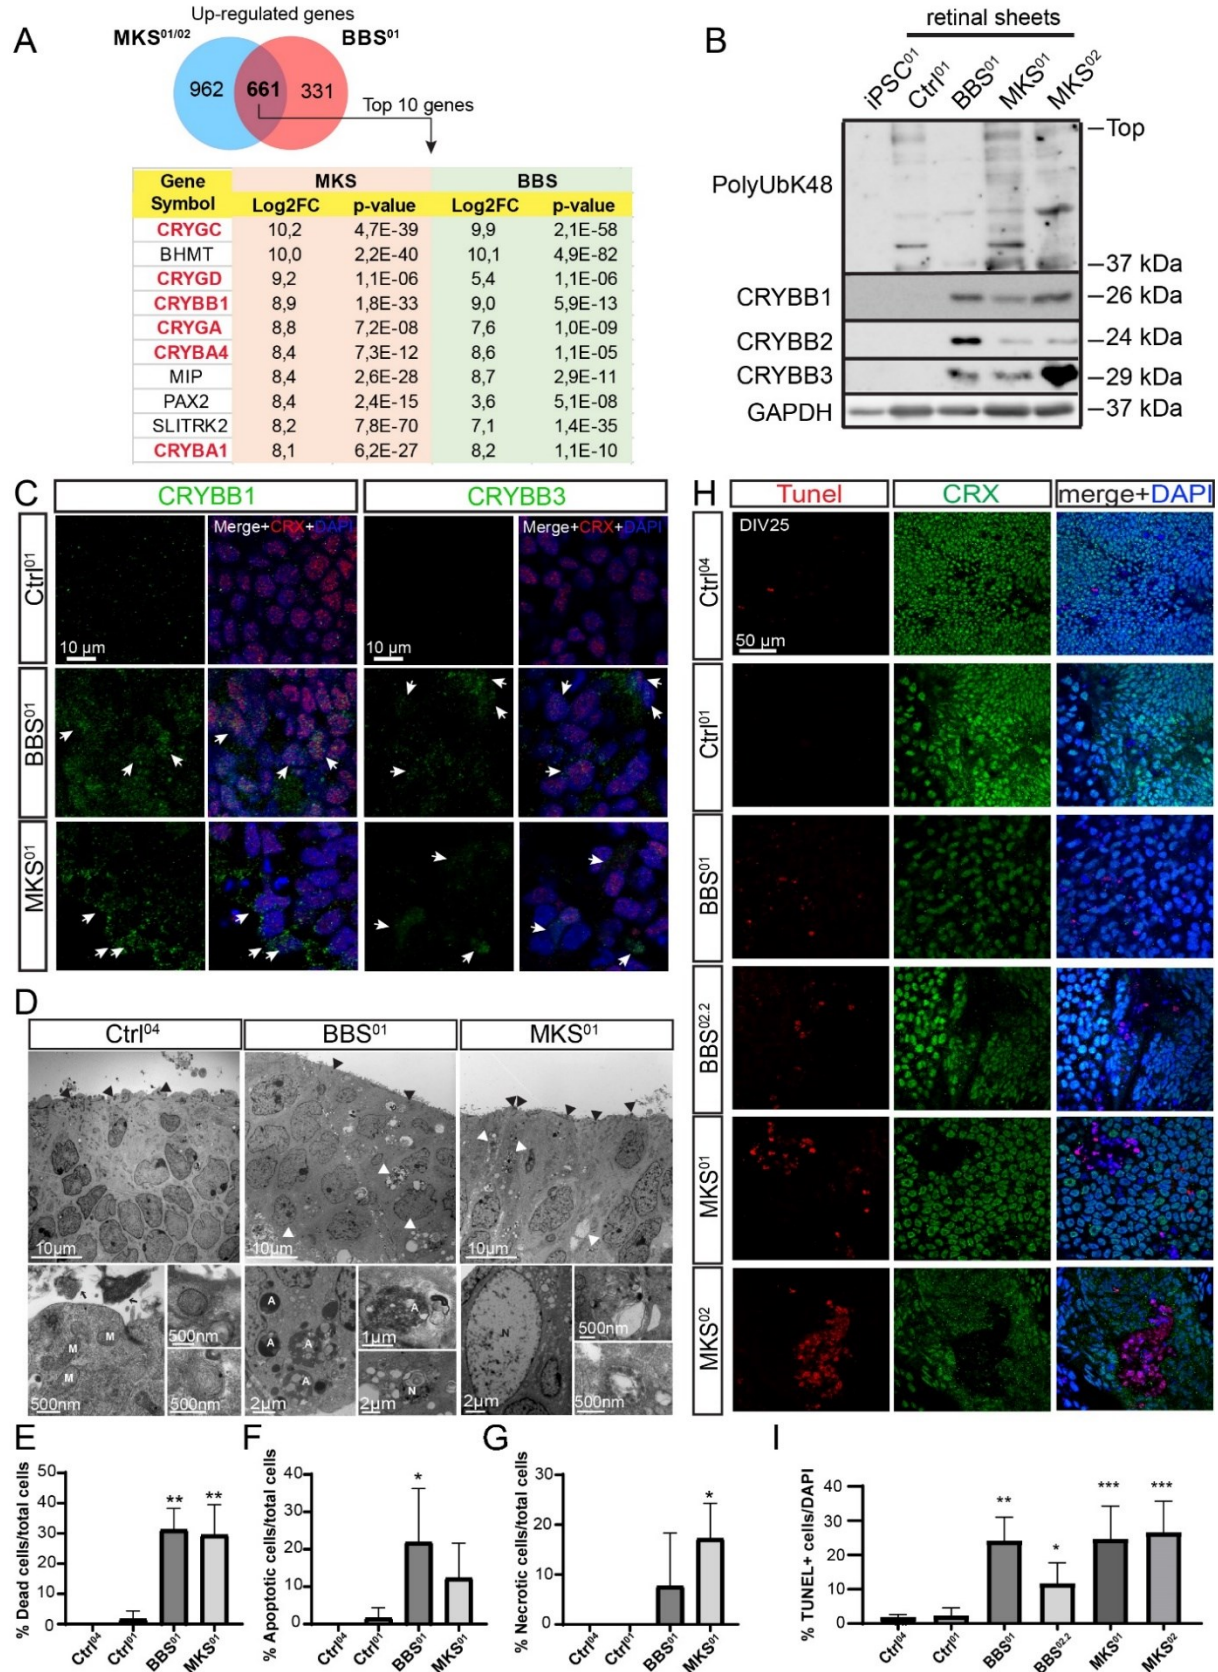 A
Up-regulated genes
MKS01/02
BBS01
962
661
331
Top 10 genes
Gene Symbol MKS BBS
Log2FC p-value Log2FC p-value
CRYGC 10,2 4,7E-39 9,9 2,1E-58
BHMT 10,0 2,2E-40 10,1 4,9E-82
CRYGD 9,2 1,1E-06 5,4 1,1E-06
CRYBB1 8,9 1,8E-33 9,0 5,9E-13
CRYGA 8,8 7,2E-08 7,6 1,0E-09
CRYBA4 8,4 7,3E-12 8,6 1,1E-05
MIP 8,4 2,6E-28 8,7 2,9E-11
PAX2 8,4 2,4E-15 3,6 5,1E-08
SLITRK2 8,2 7,8E-70 7,1 1,4E-35
CRYBA1 8,1 6,2E-27 8,2 1,1E-10
B
retinal sheets
iPSC01 Ctrl01 BBS01 MKS01 MKS02
PolyUbK48
Top
37 kDa
CRYBB1 26 kDa
CRYBB2 24 kDa
CRYBB3 29 kDa
GAPDH 37 kDa
C
CRYBB1 CRYBB3
Merge+CRX+DAPI Merge+CRX+DAPI
Ctrl01
10 µm 10 µm
BBS01
MKS01
D
Ctrl04 BBS01 MKS01
10µm 10µm 10µm
M
M
M
500nm 500nm 500nm
A
A
A
A
A
2µm
1µm
A
N
2µm
N
2µm
500nm
500nm
E
% Dead cells/total cells
50
40
30
20
10
0
** **
Ctrl04 Ctrl01 BBS01 MKS01
F
% Apoptotic cells/total cells
40
30
20
10
0
*
Ctrl04 Ctrl01 BBS01 MKS01
G
% Necrotic cells/total cells
30
20
10
0
*
Ctrl04 Ctrl01 BBS01 MKS01
H
Tunel CRX merge+DAPI
DIV25
50 µm
Ctrl04
Ctrl01
BBS01
BBS02.2
MKS01
MKS02
I
% TUNEL+ cells/DAPI
40
30
20
10
0
** * *** ***
Ctrl04 Ctrl01 BBS01 BBS02.2 MKS01 MKS02